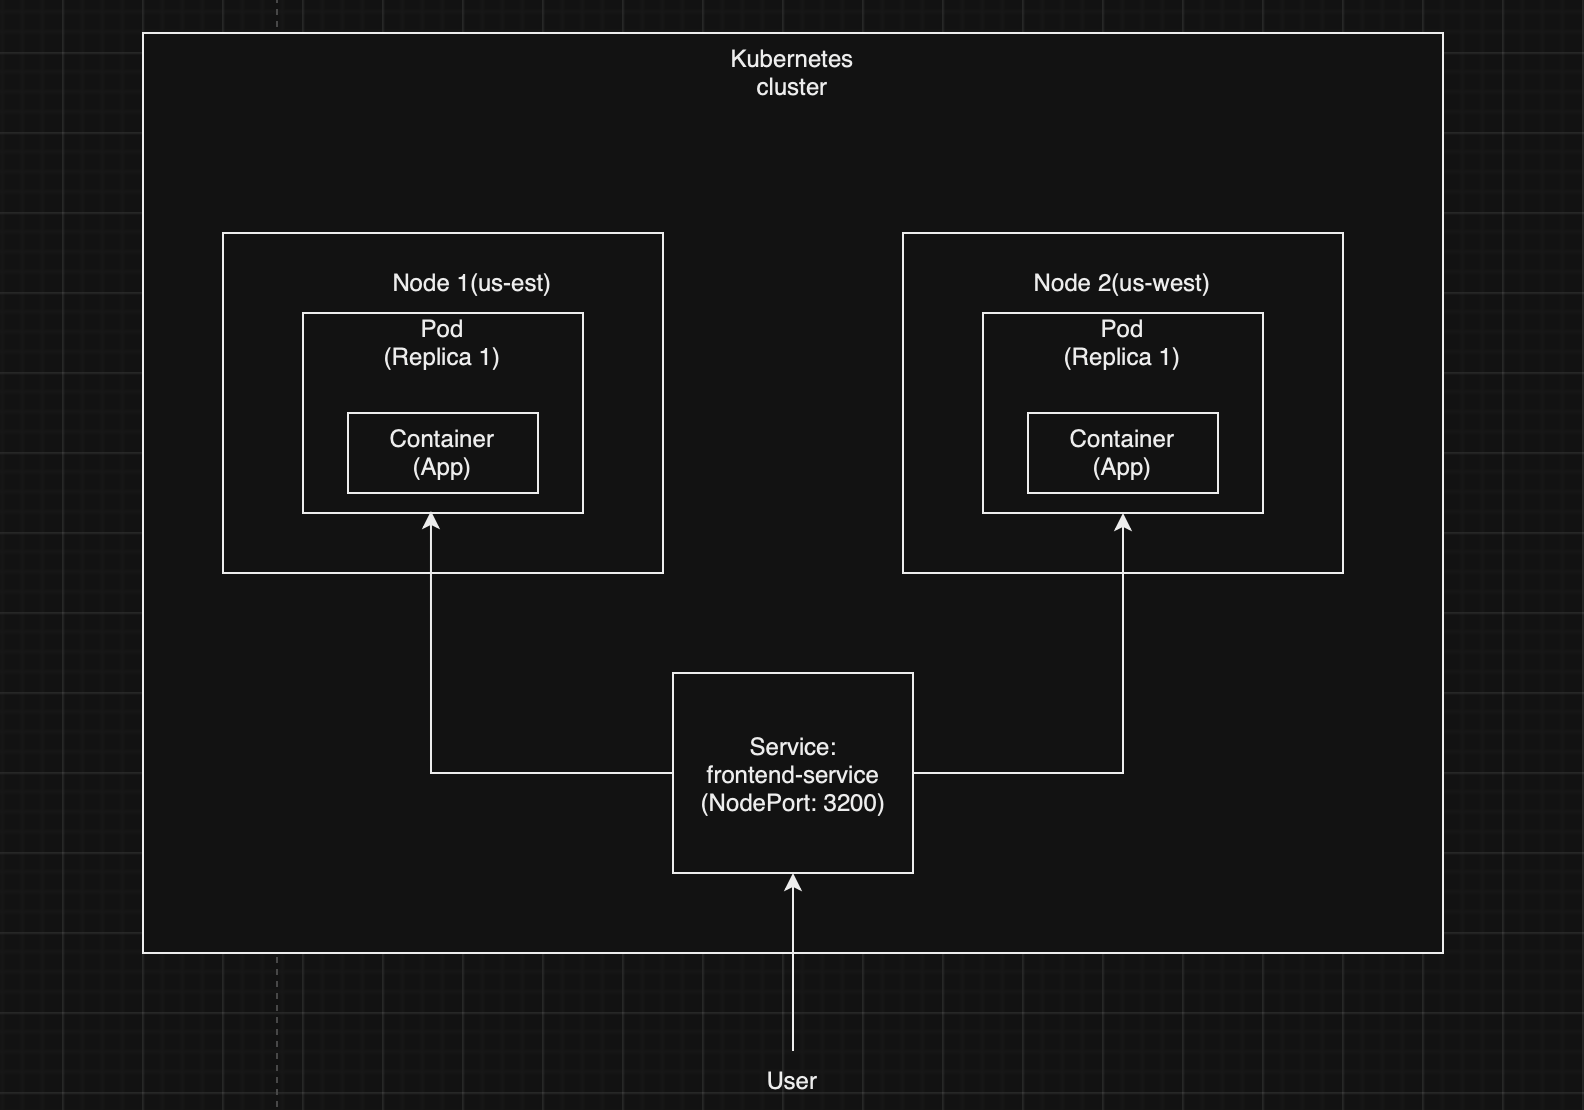 Kubernetes
cluster
Node 1(us-est)
Pod
(Replica 1)
Container
(App)
Node 2(us-west)
Pod
(Replica 1)
Container
(App)
Service:
frontend-service
(NodePort: 3200)
User